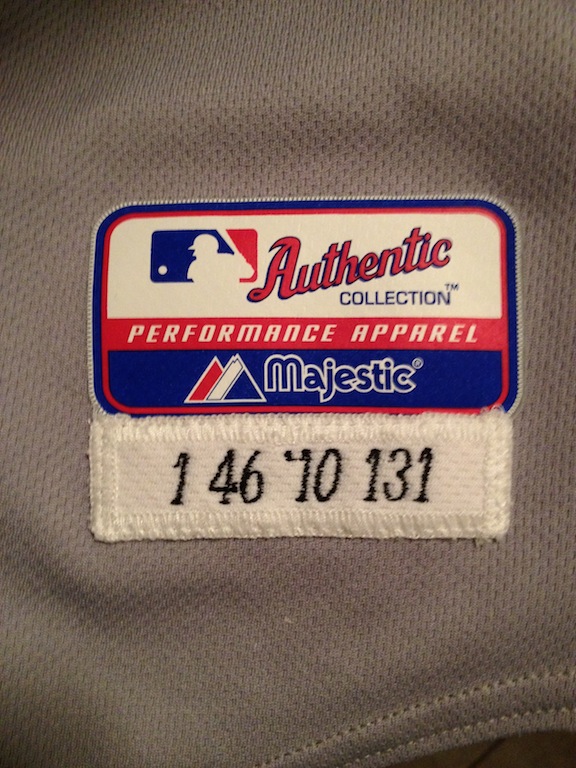 Authentic
COLLECTION™
PERFORMANCE APPAREL
Majestic®
1 46 '10 131